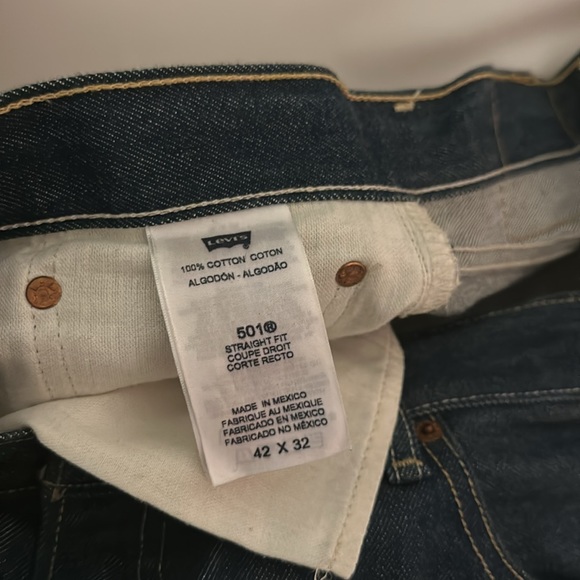 Levi's
100% COTTON COTON
ALGODÓN - ALGODÃO
501®
STRAIGHT FIT
COUPE DROIT
CORTE RECTO
MADE IN MEXICO
FABRIQUE AU MEXIQUE
FABRICADO EN MEXICO
FABRICADO NO MÉXICO
42 X 32